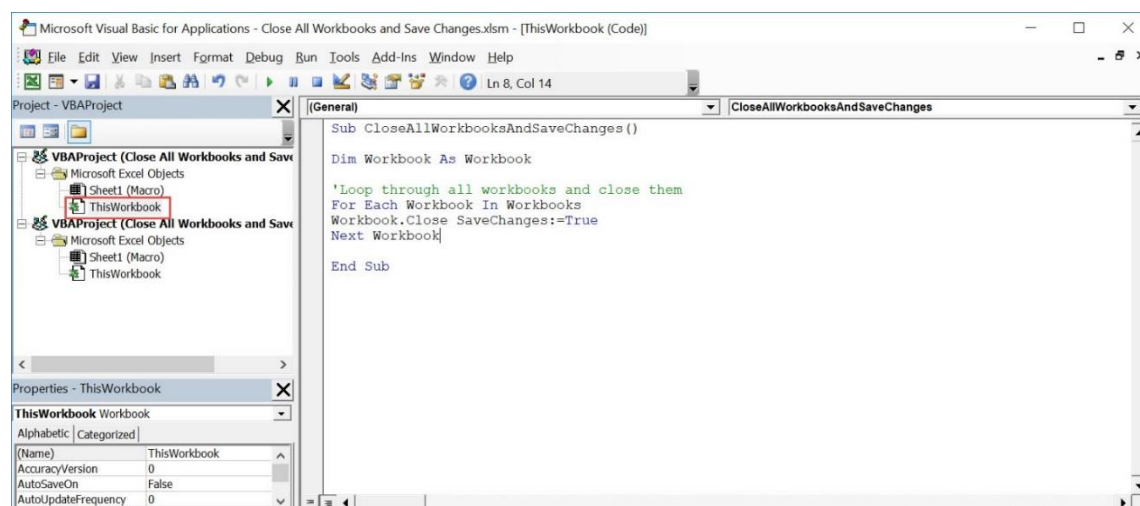 Microsoft Visual Basic for Applications - Close All Workbooks and Save Changes.xlsm - [ThisWorkbook (Code)]
File Edit View Insert Format Debug Run Tools Add-Ins Window Help
Ln 8, Col 14
Project - VBAProject
(General)
CloseAllWorkbooksAndSaveChanges
VBAProject (Close All Workbooks and Save
Microsoft Excel Objects
Sheet1 (Macro)
ThisWorkbook
VBAProject (Close All Workbooks and Save
Microsoft Excel Objects
Sheet1 (Macro)
ThisWorkbook
Properties - ThisWorkbook
ThisWorkbook Workbook
Alphabetic Categorized
(Name) ThisWorkbook
AccuracyVersion 0
AutoSaveOn False
AutoUpdateFrequency 0
Sub CloseAllWorkbooksAndSaveChanges()
Dim Workbook As Workbook
'Loop through all workbooks and close them
For Each Workbook In Workbooks
Workbook.Close SaveChanges:=True
Next Workbook
End Sub